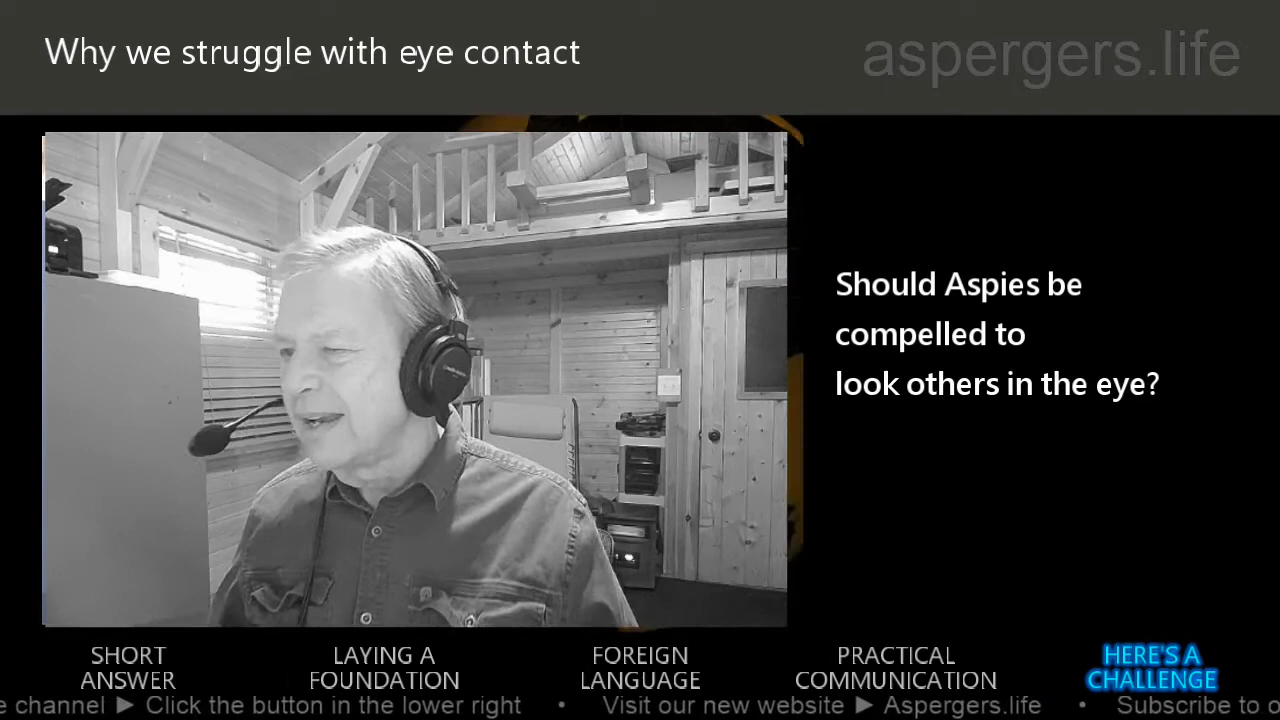 Why we struggle with eye contact
aspergers.life
Should Aspies be
compelled to
look others in the eye?
SHORT
ANSWER
LAYING A
FOUNDATION
FOREIGN
LANGUAGE
PRACTICAL
COMMUNICATION
HERE'S A
CHALLENGE
e channel ► Click the button in the lower right • Visit our new website ► Aspergers.life • Subscribe to o